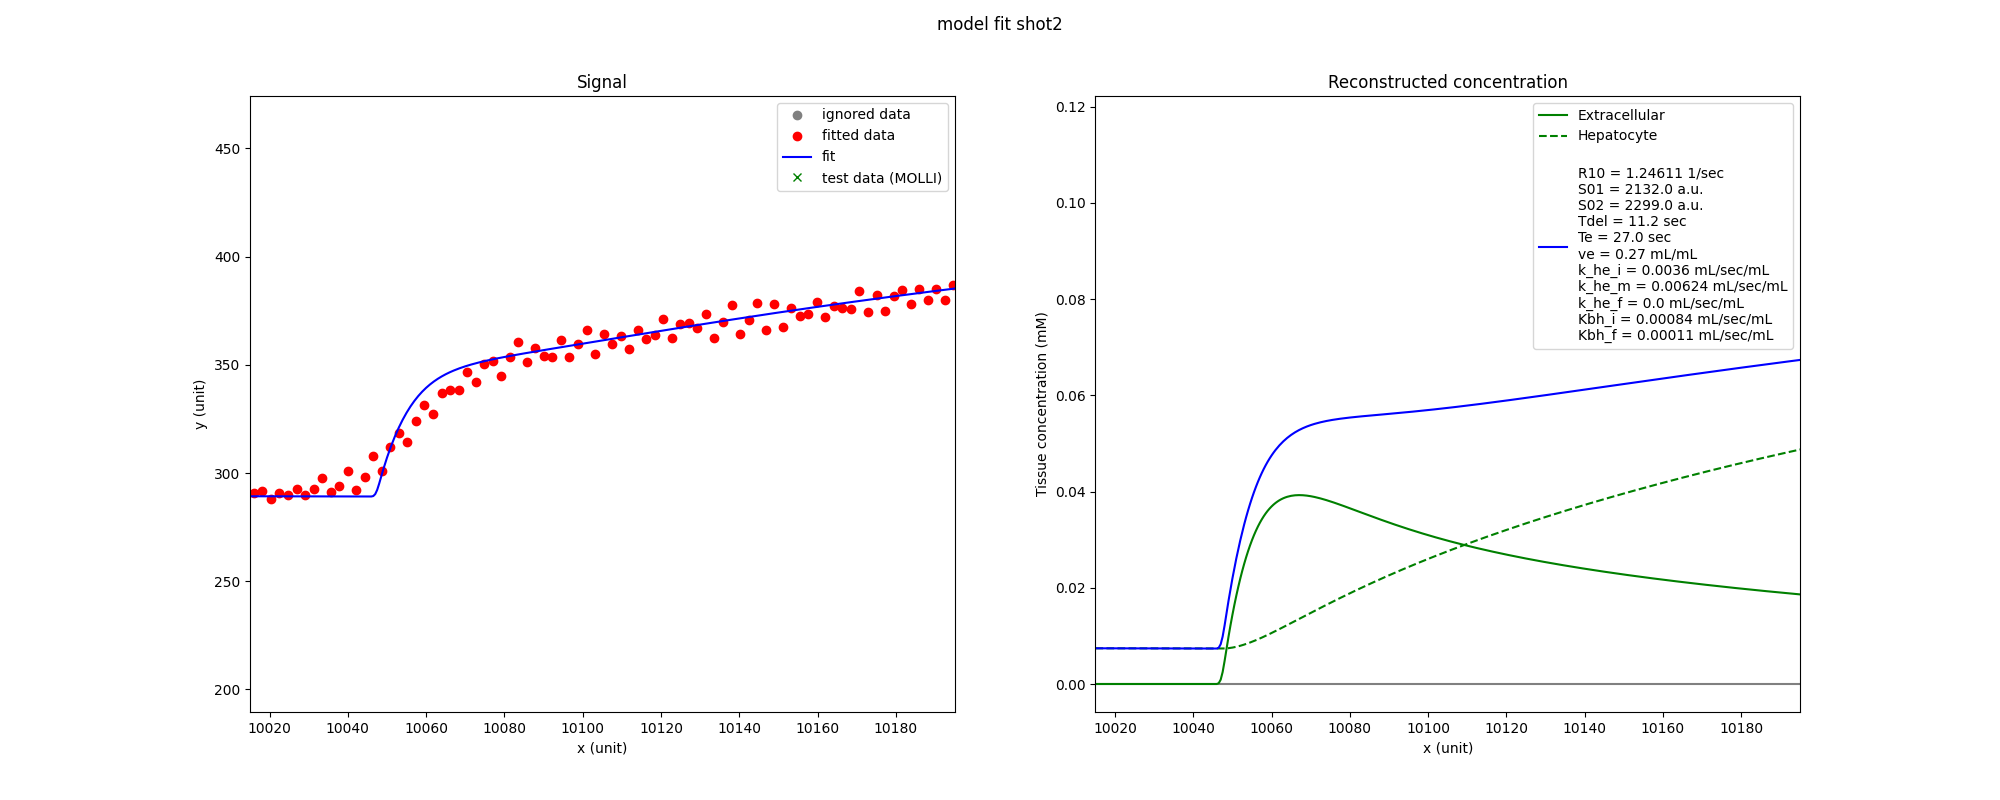 model fit shot2
Signal
450
400
350
300
250
200
y (unit)
10020 10040 10060 10080 10100 10120 10140 10160 10180
x (unit)
ignored data
fitted data
fit
test data (MOLLI)
Reconstructed concentration
0.12
0.10
0.08
0.06
0.04
0.02
0.00
Tissue concentration (mM)
10020 10040 10060 10080 10100 10120 10140 10160 10180
x (unit)
Extracellular
Hepatocyte
R10 = 1.24611 1/sec
S01 = 2132.0 a.u.
S02 = 2299.0 a.u.
Tdel = 11.2 sec
Te = 27.0 sec
ve = 0.27 mL/mL
k_he_i = 0.0036 mL/sec/mL
k_he_m = 0.00624 mL/sec/mL
k_he_f = 0.0 mL/sec/mL
Kbh_i = 0.00084 mL/sec/mL
Kbh_f = 0.00011 mL/sec/mL